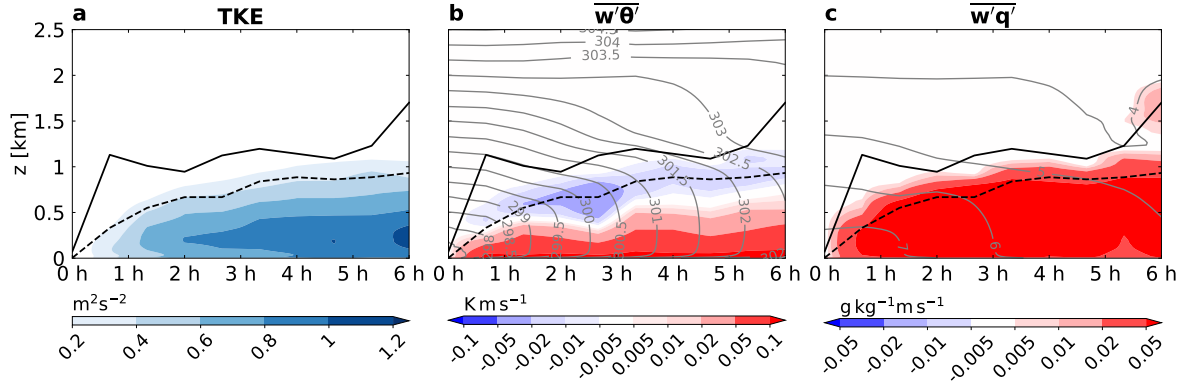 a TKE
b w′θ′
c w′q′
2.5
2
1.5
1
0.5
0
z [km]
0 h 1 h 2 h 3 h 4 h 5 h 6 h
0 h 1 h 2 h 3 h 4 h 5 h 6 h
0 h 1 h 2 h 3 h 4 h 5 h 6 h
304
303.5
303
302.5
301.5
299
300
301
302
299.5
300.5
4
7
6
m²s⁻²
0.2 0.4 0.6 0.8 1 1.2
K m s⁻¹
-0.1 -0.05 -0.02 -0.01 -0.005 0.005 0.01 0.02 0.05 0.1
g kg⁻¹m s⁻¹
-0.05 -0.02 -0.01 -0.005 0.005 0.01 0.02 0.05